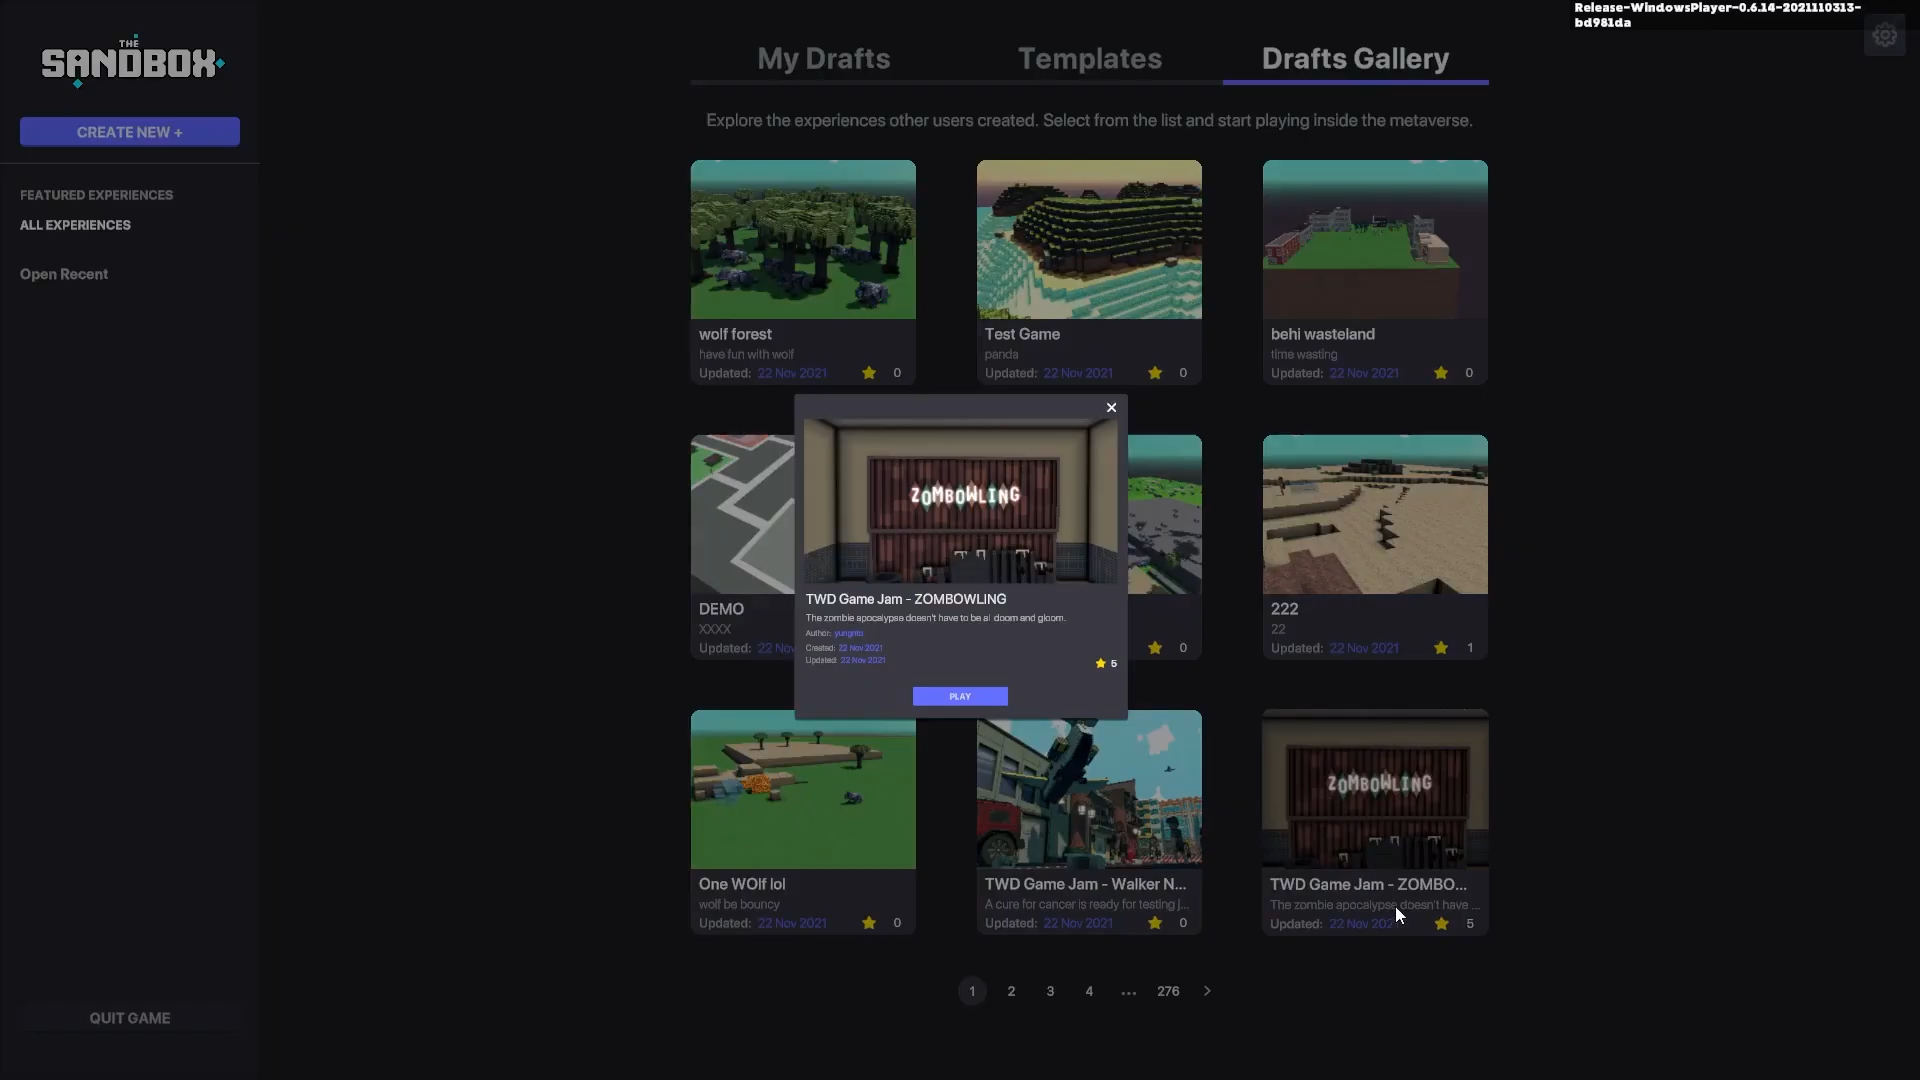 Release-WindowsPlayer-0.6.14-2021110313-
bd981da
THE
SANDBOX
CREATE NEW +
FEATURED EXPERIENCES
ALL EXPERIENCES
Open Recent
QUIT GAME
My Drafts
Templates
Drafts Gallery
Explore the experiences other users created. Select from the list and start playing inside the metaverse.
wolf forest
have fun with wolf
Updated: 22 Nov 2021
0
Test Game
panda
Updated: 22 Nov 2021
0
behi wasteland
time wasting
Updated: 22 Nov 2021
0
ZOMBOWLING
TWD Game Jam - ZOMBOWLING
The zombie apocalypse doesn't have to be al doom and gloom.
Author:
Created: 22 Nov 2021
Updated: 22 Nov 2021
5
PLAY
DEMO
XXXX
Updated: 22 Nov
0
222
22
Updated: 22 Nov 2021
1
One WOlf lol
wolf be bouncy
Updated: 22 Nov 2021
0
TWD Game Jam - Walker N...
A cure for cancer is ready for testing j...
Updated: 22 Nov 2021
0
ZOMBOWLING
TWD Game Jam - ZOMBO...
The zombie apocalypse doesn't have ...
Updated: 22 Nov 2021
5
1 2 3 4 ... 276